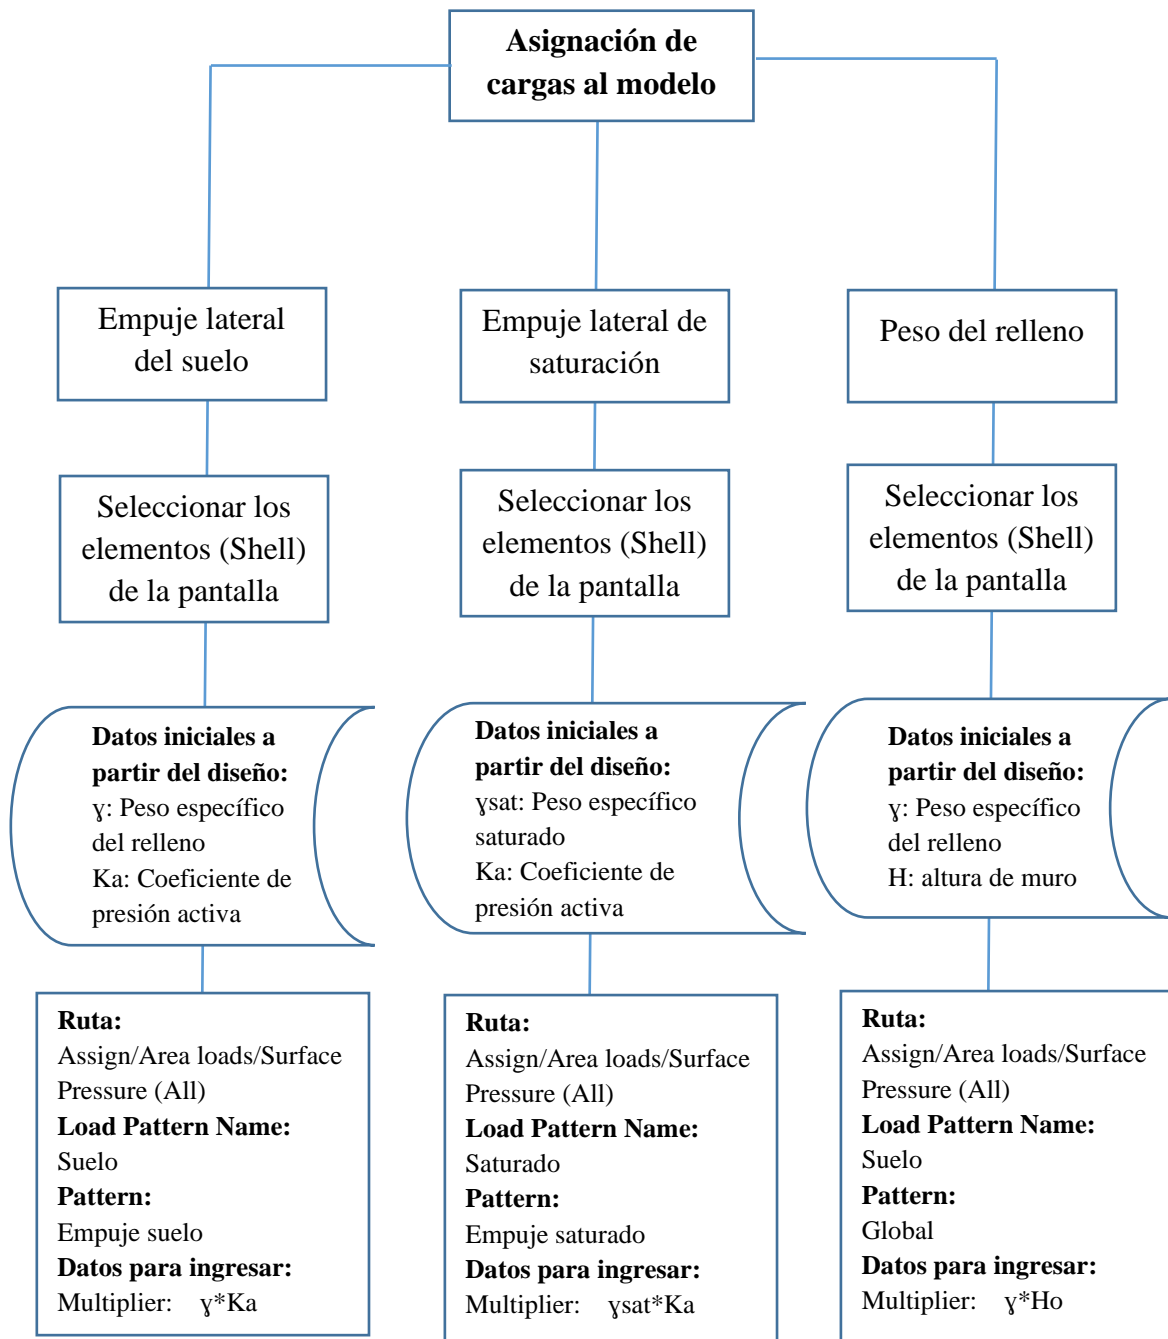 Asignación de
cargas al modelo
Empuje lateral
del suelo
Empuje lateral de
saturación
Peso del relleno
Seleccionar los
elementos (Shell)
de la pantalla
Seleccionar los
elementos (Shell)
de la pantalla
Seleccionar los
elementos (Shell)
de la pantalla
Datos iniciales a
partir del diseño:
ɣ: Peso específico
del relleno
Ka: Coeficiente de
presión activa
Datos iniciales a
partir del diseño:
ɣsat: Peso específico
saturado
Ka: Coeficiente de
presión activa
Datos iniciales a
partir del diseño:
ɣ: Peso específico
del relleno
H: altura de muro
Ruta:
Assign/Area loads/Surface
Pressure (All)
Load Pattern Name:
Suelo
Pattern:
Empuje suelo
Datos para ingresar:
Multiplier: ɣ*Ka
Ruta:
Assign/Area loads/Surface
Pressure (All)
Load Pattern Name:
Saturado
Pattern:
Empuje saturado
Datos para ingresar:
Multiplier: ɣsat*Ka
Ruta:
Assign/Area loads/Surface
Pressure (All)
Load Pattern Name:
Suelo
Pattern:
Global
Datos para ingresar:
Multiplier: ɣ*Ho